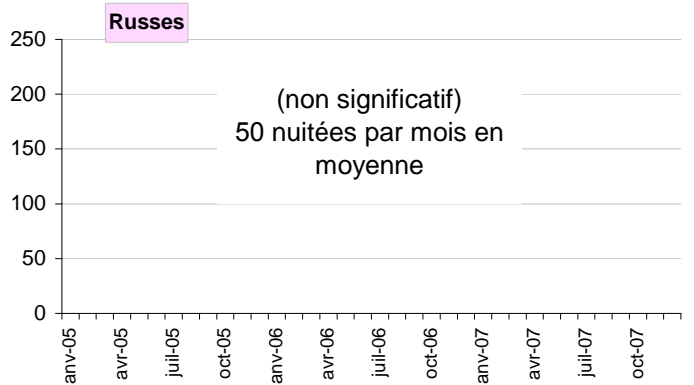 Russes
250
200
150
100
50
0
(non significatif)
50 nuitées par mois en
moyenne
anv-05
avr-05
juil-05
oct-05
anv-06
avr-06
juil-06
oct-06
anv-07
avr-07
juil-07
oct-07